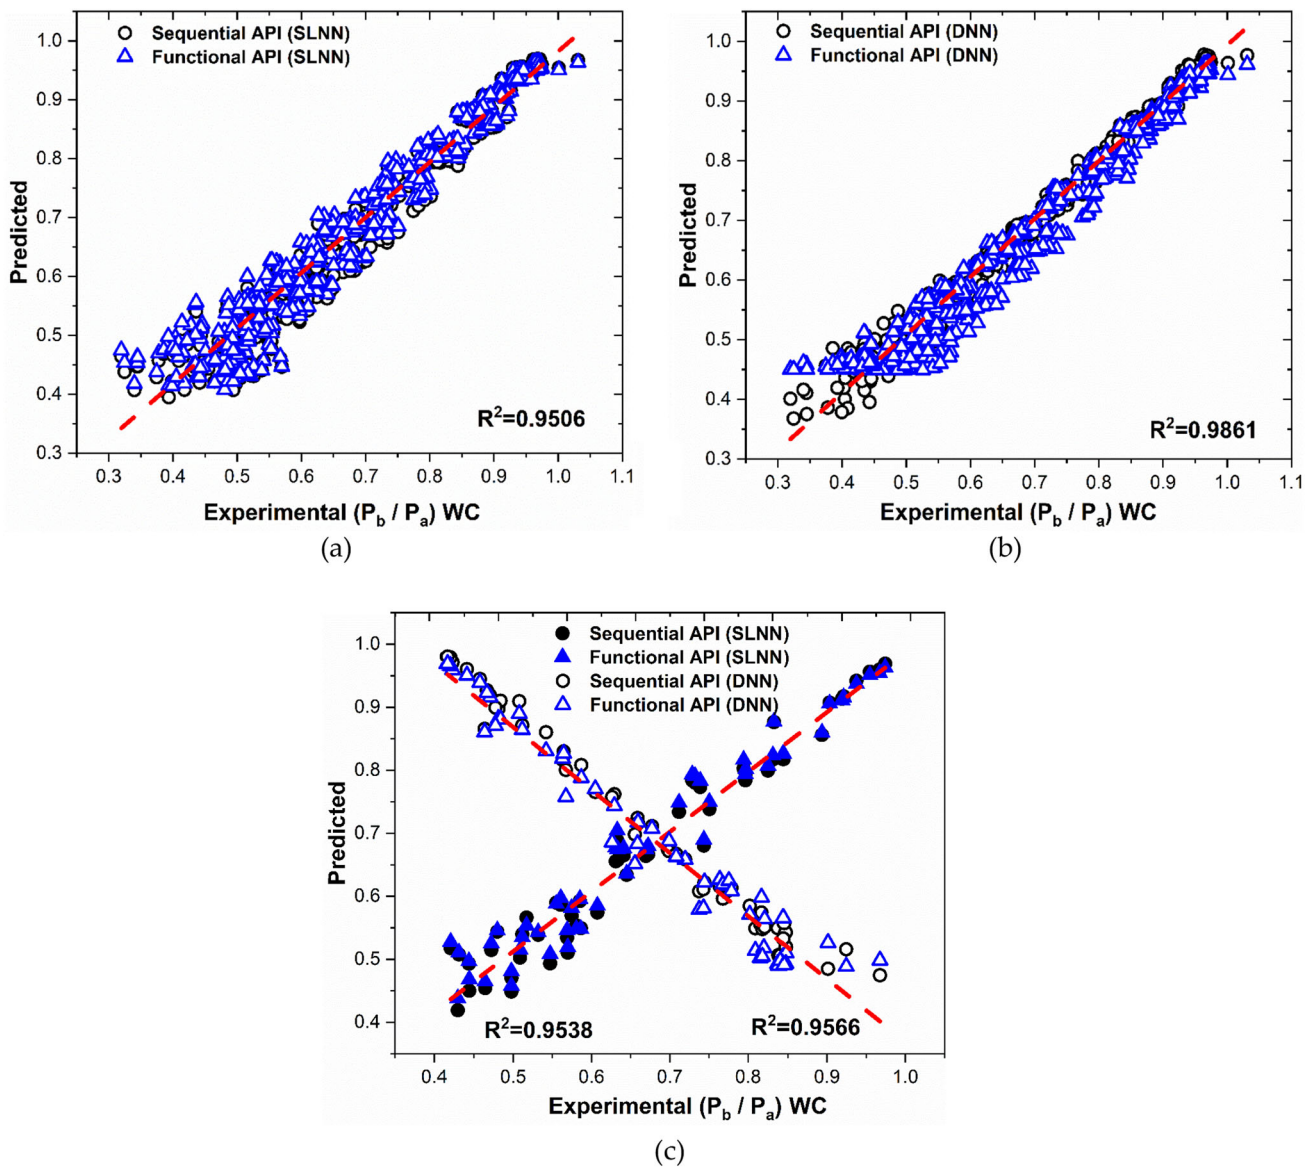 Sequential API (SLNN)
Functional API (SLNN)
1.0
0.9
0.8
0.7
0.6
0.5
0.4
0.3
Predicted
R²=0.9506
0.3 0.4 0.5 0.6 0.7 0.8 0.9 1.0 1.1
Experimental (P_b / P_a) WC
(a)
Sequential API (DNN)
Functional API (DNN)
1.0
0.9
0.8
0.7
0.6
0.5
0.4
0.3
Predicted
R²=0.9861
0.3 0.4 0.5 0.6 0.7 0.8 0.9 1.0 1.1
Experimental (P_b / P_a) WC
(b)
Sequential API (SLNN)
Functional API (SLNN)
Sequential API (DNN)
Functional API (DNN)
1.0
0.9
0.8
0.7
0.6
0.5
0.4
Predicted
R²=0.9538 R²=0.9566
0.4 0.5 0.6 0.7 0.8 0.9 1.0
Experimental (P_b / P_a) WC
(c)